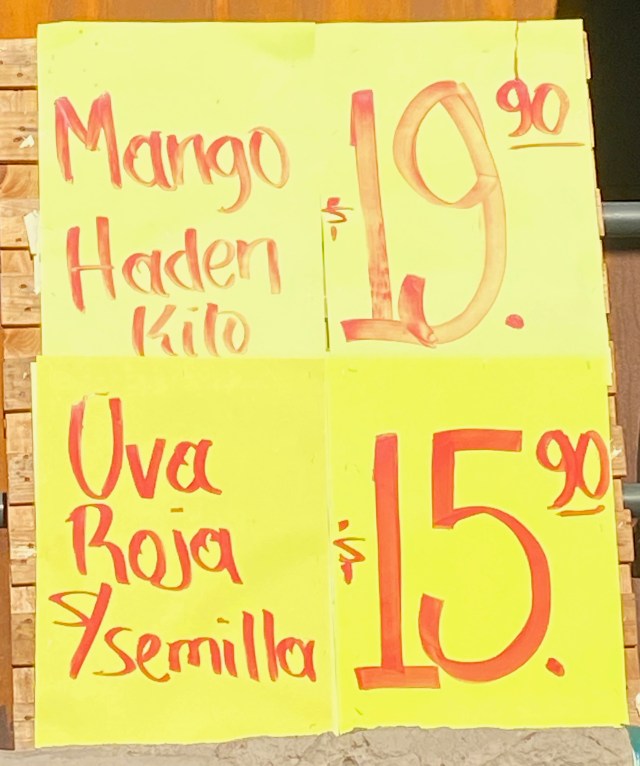 Mango
Haden
Kilo
$19.90
Uva
Roja
S/semilla
$15.90